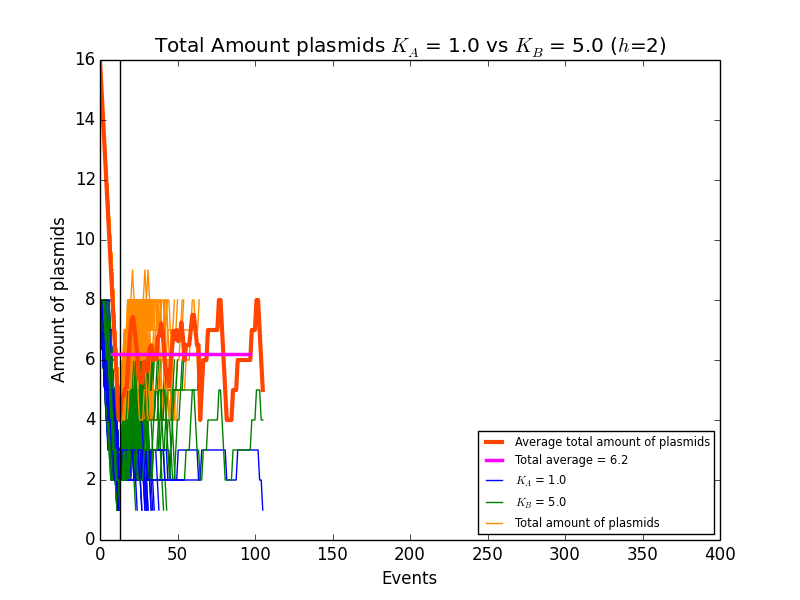 Total Amount plasmids K_A = 1.0 vs K_B = 5.0 (h=2)
16
14
12
10
8
6
4
2
0
Amount of plasmids
Average total amount of plasmids
Total average = 6.2
K_A = 1.0
K_B = 5.0
Total amount of plasmids
0 50 100 150 200 250 300 350 400
Events